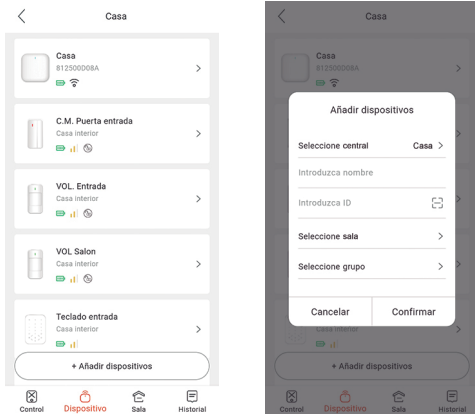 Casa
Casa
812500D08A
C.M. Puerta entrada
Casa interior
VOL. Entrada
Casa interior
VOL Salon
Casa interior
Teclado entrada
Casa interior
+ Añadir dispositivos
Control
Dispositivo
Sala
Historial
Casa
Casa
812500D08A
Añadir dispositivos
Seleccione central
Casa
Introduzca nombre
Introduzca ID
Seleccione sala
Seleccione grupo
Cancelar
Confirmar
Casa interior
+ Añadir dispositivos
Control
Dispositivo
Sala
Historial